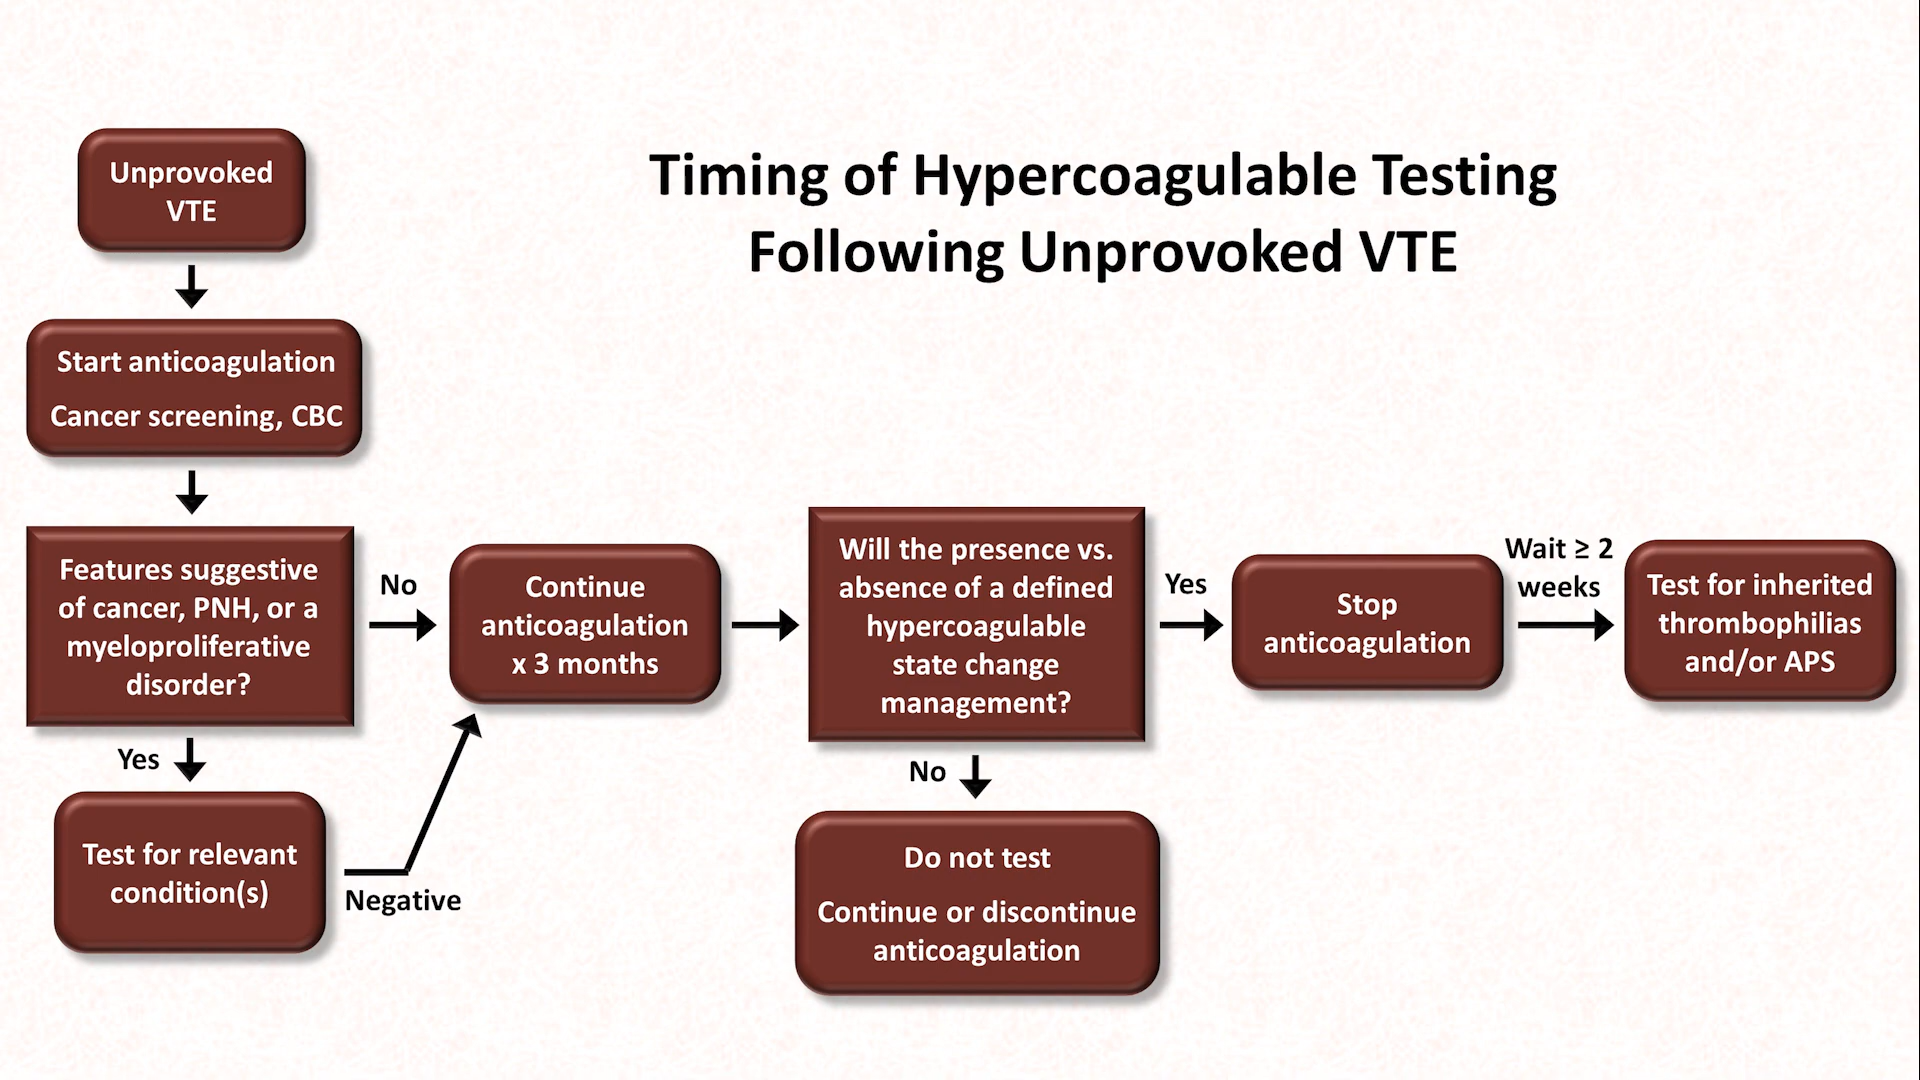 Timing of Hypercoagulable Testing
Following Unprovoked VTE
Unprovoked
VTE
Start anticoagulation
Cancer screening, CBC
Features suggestive
of cancer, PNH, or a
myeloproliferative
disorder?
No
Yes
Test for relevant
condition(s)
Negative
Continue
anticoagulation
x 3 months
Will the presence vs.
absence of a defined
hypercoagulable
state change
management?
No
Do not test
Continue or discontinue
anticoagulation
Yes
Stop
anticoagulation
Wait ≥ 2
weeks
Test for inherited
thrombophilias
and/or APS